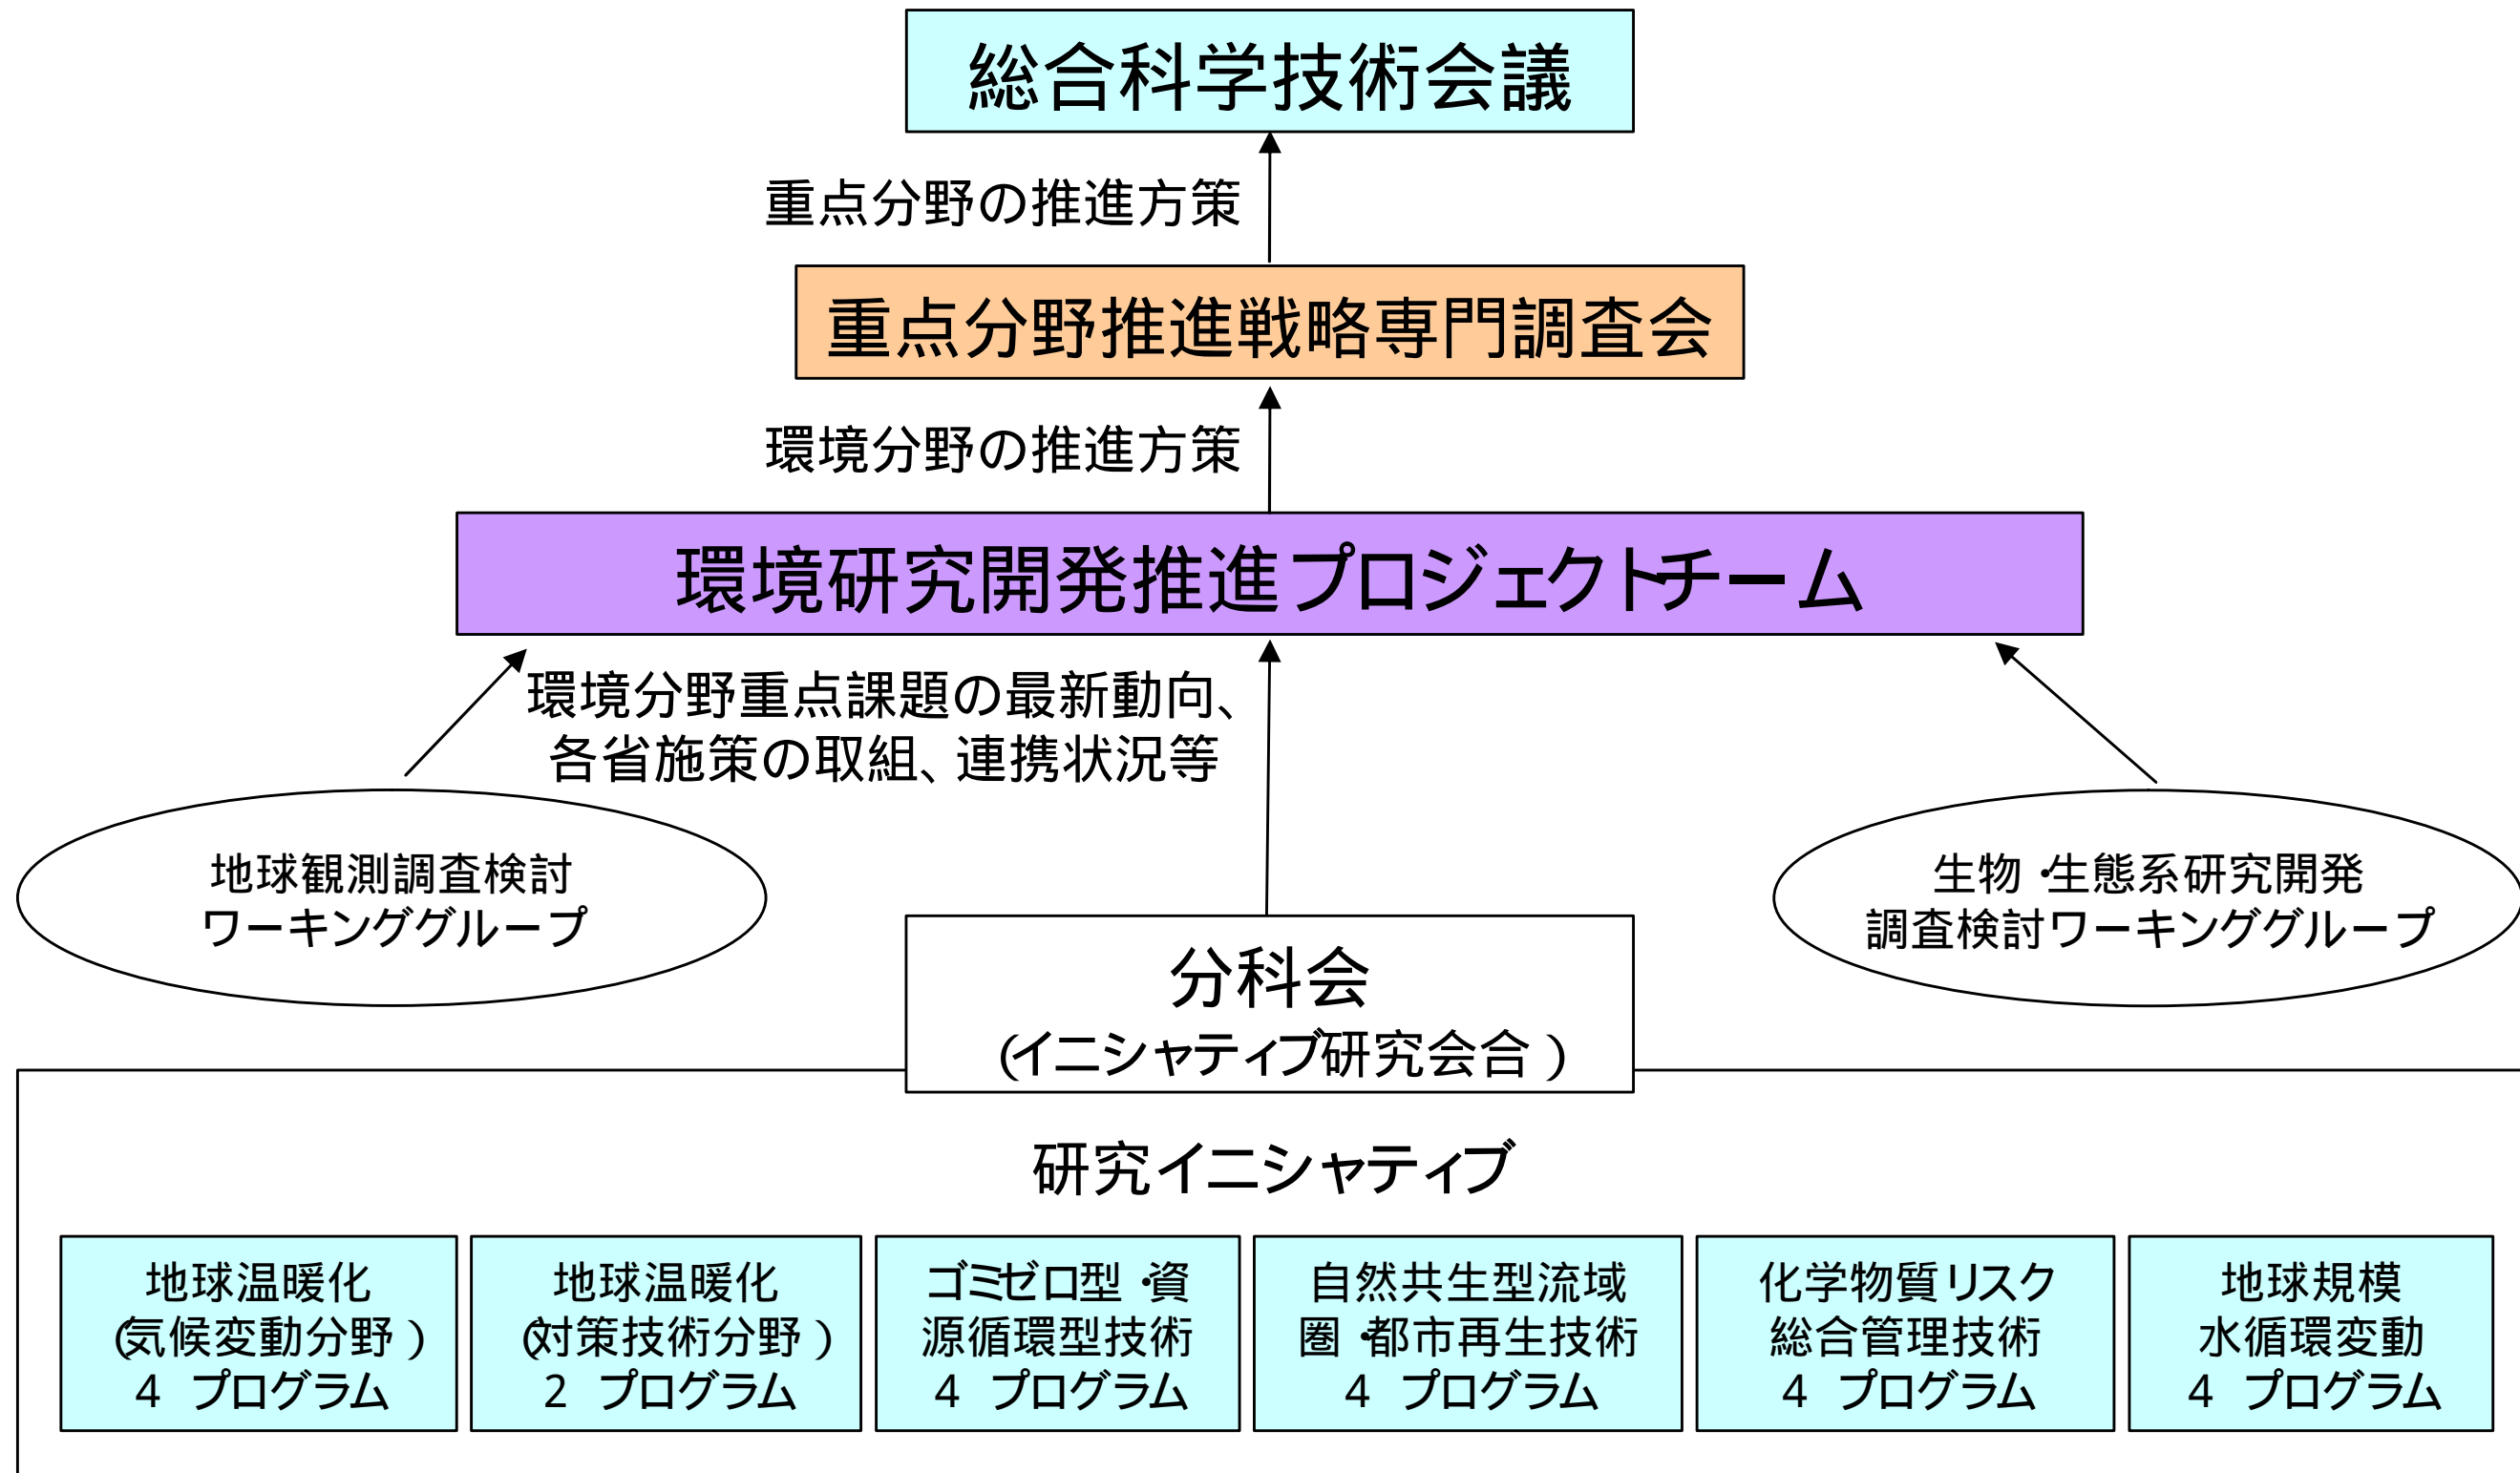 総合科学技術会議
重点分野の推進方策
重点分野推進戦略専門調査会
環境分野の推進方策
環境研究開発推進プロジェクトチーム
環境分野重点課題の最新動向、
各省施策の取組、連携状況等
地球観測調査検討
ワーキンググループ
生物・生態系研究開発
調査検討ワーキンググループ
分科会
(イニシャティブ研究会合)
研究イニシャティブ
地球温暖化
(気候変動分野)
4 プログラム
地球温暖化
(対策技術分野)
2 プログラム
ゴミゼロ型・資
源循環型技術
4 プログラム
自然共生型流域
圏・都市再生技術
4 プログラム
化学物質リスク
総合管理技術
4 プログラム
地球規模
水循環変動
4 プログラム